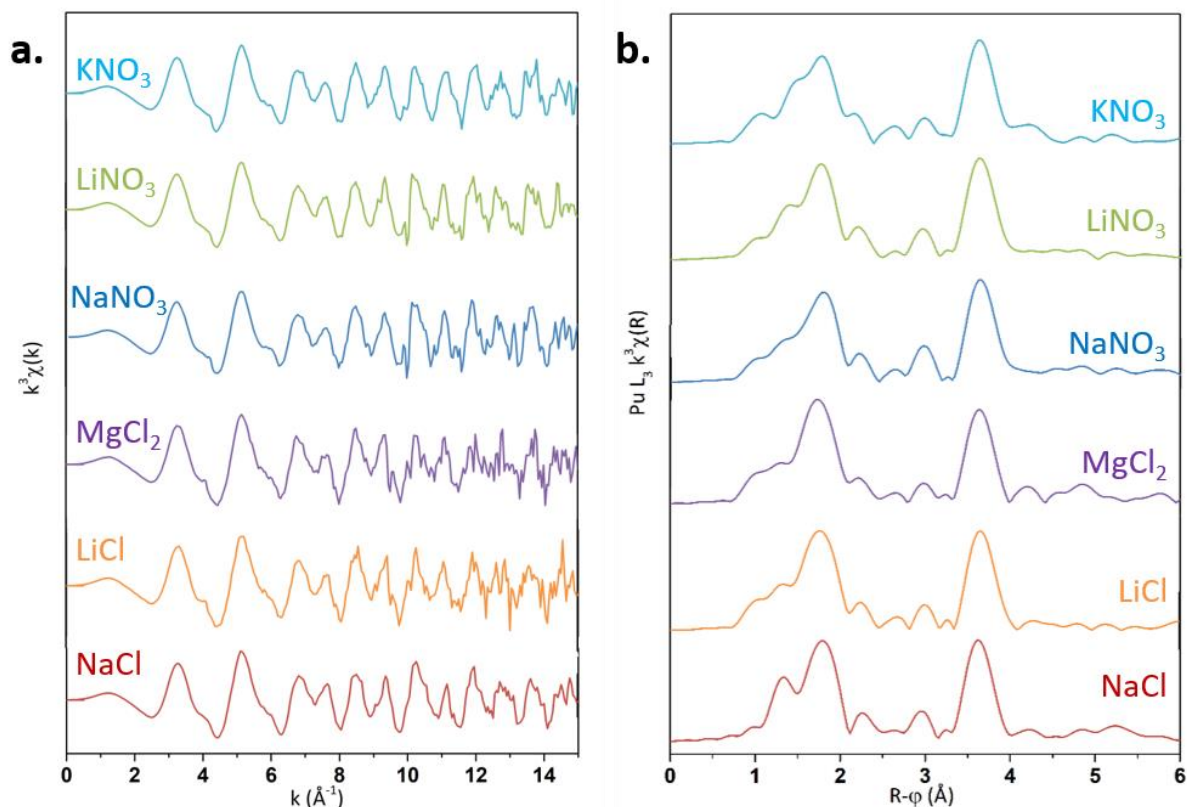 a.
KNO₃
LiNO₃
NaNO₃
MgCl₂
LiCl
NaCl
k³χ(k)
0 2 4 6 8 10 12 14
k (Å⁻¹)
b.
KNO₃
LiNO₃
NaNO₃
MgCl₂
LiCl
NaCl
Pu L₃ k³χ(R)
0 1 2 3 4 5 6
R-φ (Å)